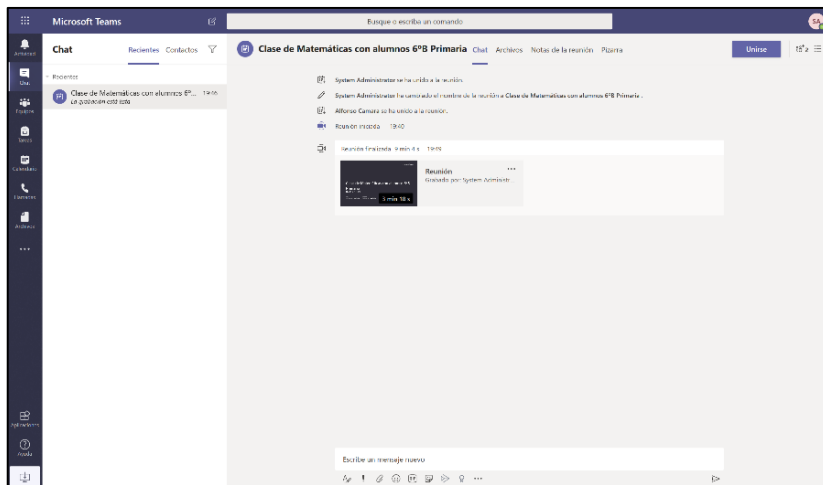 Microsoft Teams
Busque o escriba un comando
SA
Actividad
Chat
Equipos
Tareas
Calendario
Llamadas
Archivos
Aplicaciones
Ayuda
Chat
Recientes
Contactos
Recientes
Clase de Matemáticas con alumnos 6º... 19:46
La grabación está lista
Clase de Matemáticas con alumnos 6ºB Primaria
Chat
Archivos
Notas de la reunión
Pizarra
Unirse
System Administrator se ha unido a la reunión.
System Administrator ha cambiado el nombre de la reunión a Clase de Matemáticas con alumnos 6ºB Primaria .
Alfonso Camara se ha unido a la reunión.
Reunión iniciada 19:40
Reunión finalizada 9 min 4 s 19:49
Reunión
Grabado por: System Administr...
3 min 38 s
Escribe un mensaje nuevo